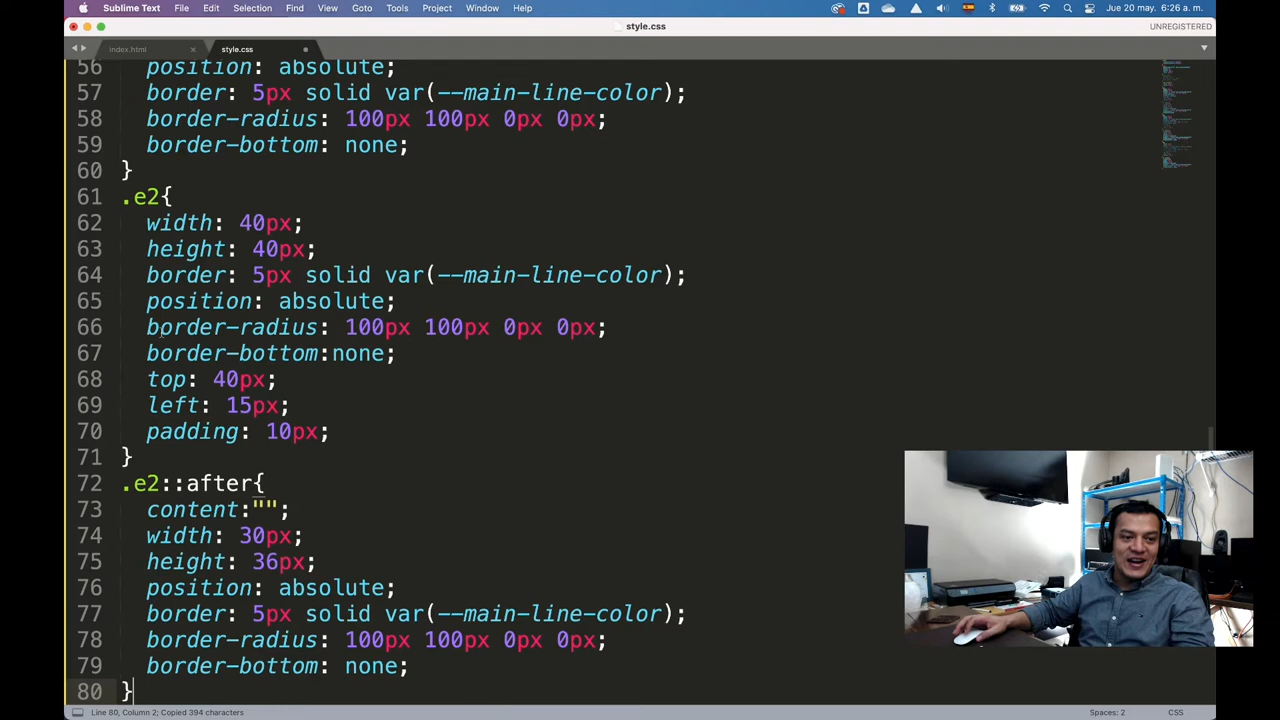 Sublime Text File Edit Selection Find View Goto Tools Project Window Help Jue 20 may. 6:26 a.m.
style.css UNREGISTERED
index.html style.css
56 position: absolute;
57 border: 5px solid var(--main-line-color);
58 border-radius: 100px 100px 0px 0px;
59 border-bottom: none;
60 }
61 .e2{
62 width: 40px;
63 height: 40px;
64 border: 5px solid var(--main-line-color);
65 position: absolute;
66 border-radius: 100px 100px 0px 0px;
67 border-bottom:none;
68 top: 40px;
69 left: 15px;
70 padding: 10px;
71 }
72 .e2::after{
73 content:"";
74 width: 30px;
75 height: 36px;
76 position: absolute;
77 border: 5px solid var(--main-line-color);
78 border-radius: 100px 100px 0px 0px;
79 border-bottom: none;
80 }
Line 80, Column 2; Copied 394 characters Spaces: 2 CSS